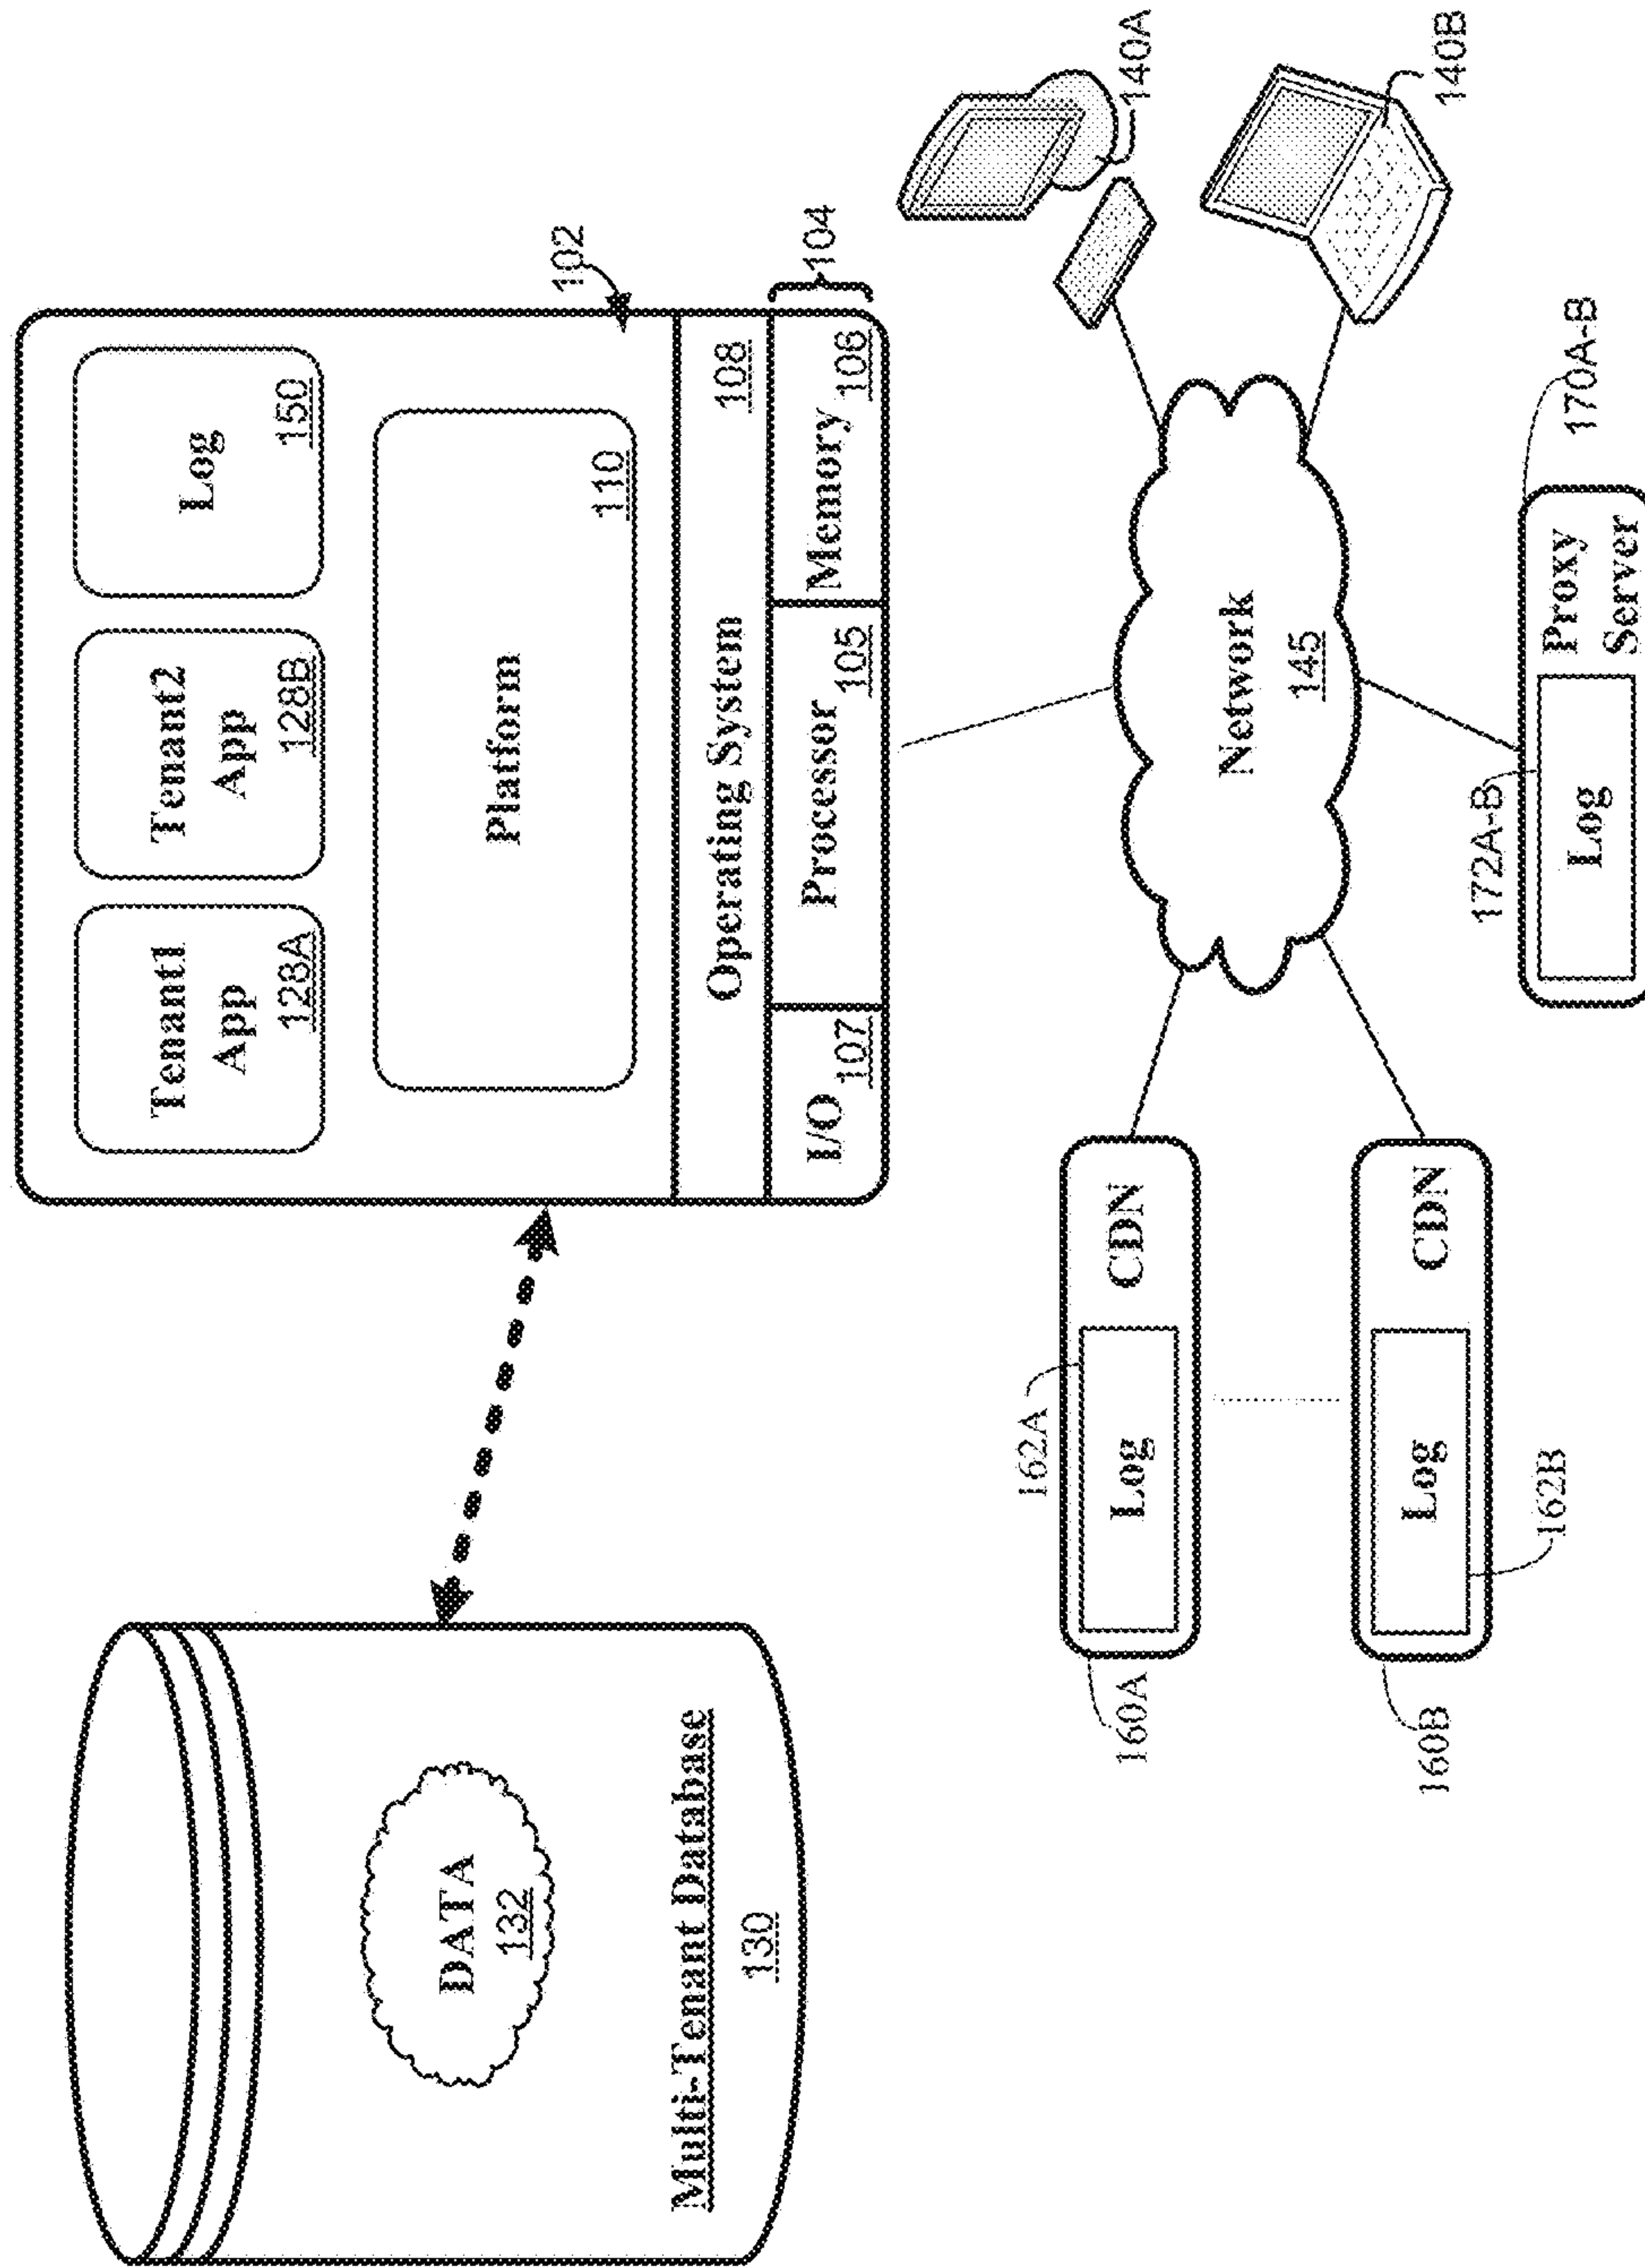 Tenant1
App
128A
Tenant2
App
128B
Log
150
Platform
110
102
Operating System
108
I/O 107
Processor
105
Memory
106
104
DATA
132
Multi-Tenant Database
130
Network
145
140A
140B
162A
Log
CDN
160A
Log
CDN
160B
162B
172A-B
Log
Proxy
Server
170A-B